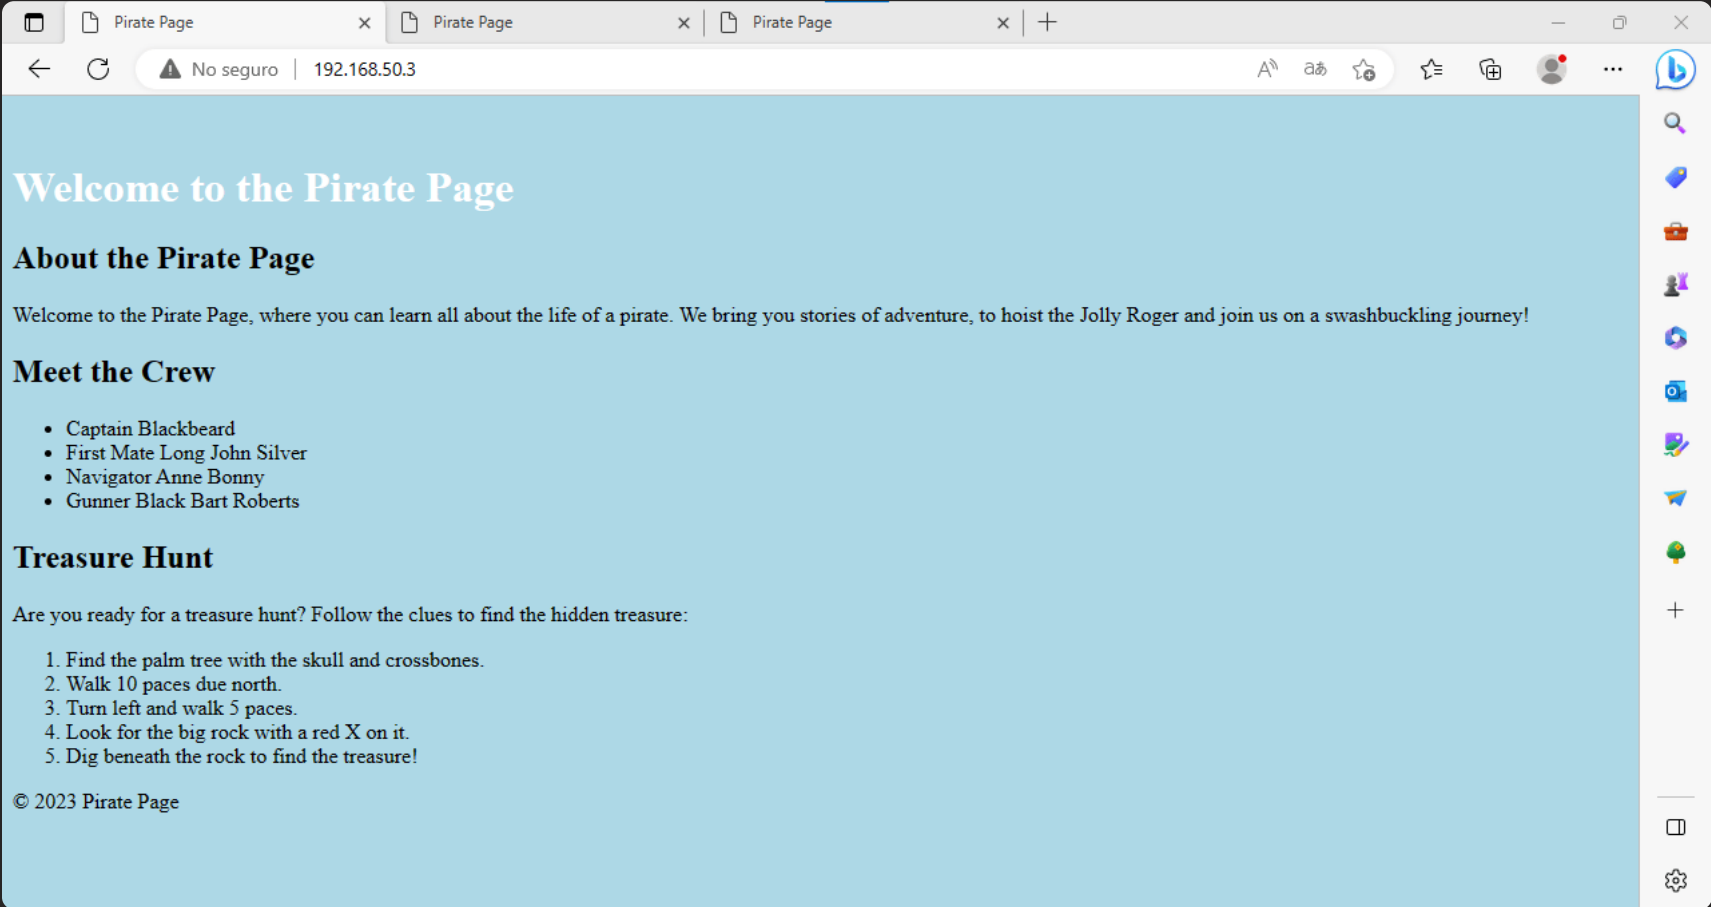 Pirate Page
Pirate Page
Pirate Page
No seguro
192.168.50.3
Welcome to the Pirate Page
About the Pirate Page
Welcome to the Pirate Page, where you can learn all about the life of a pirate. We bring you stories of adventure, to hoist the Jolly Roger and join us on a swashbuckling journey!
Meet the Crew
• Captain Blackbeard
• First Mate Long John Silver
• Navigator Anne Bonny
• Gunner Black Bart Roberts
Treasure Hunt
Are you ready for a treasure hunt? Follow the clues to find the hidden treasure:
1. Find the palm tree with the skull and crossbones.
2. Walk 10 paces due north.
3. Turn left and walk 5 paces.
4. Look for the big rock with a red X on it.
5. Dig beneath the rock to find the treasure!
© 2023 Pirate Page